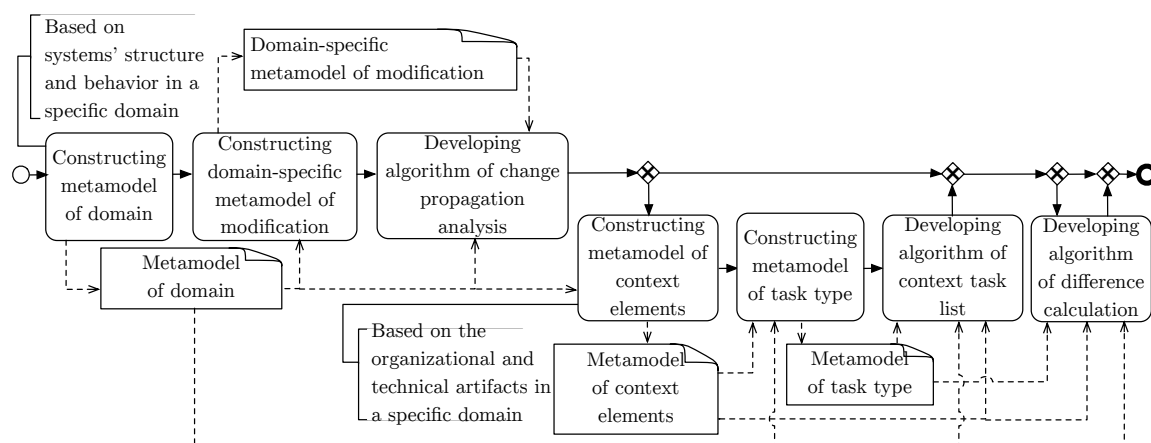 Based on
systems’ structure
and behavior in a
specific domain
Domain-specific
metamodel of modification
Constructing
metamodel
of domain
Constructing
domain-specific
metamodel of
modification
Developing
algorithm of change
propagation
analysis
Metamodel
of domain
Constructing
metamodel of
context
elements
Constructing
metamodel
of task type
Developing
algorithm of
context task
list
Developing
algorithm
of difference
calculation
Based on the
organizational and
technical artifacts in
a specific domain
Metamodel
of context
elements
Metamodel
of task type